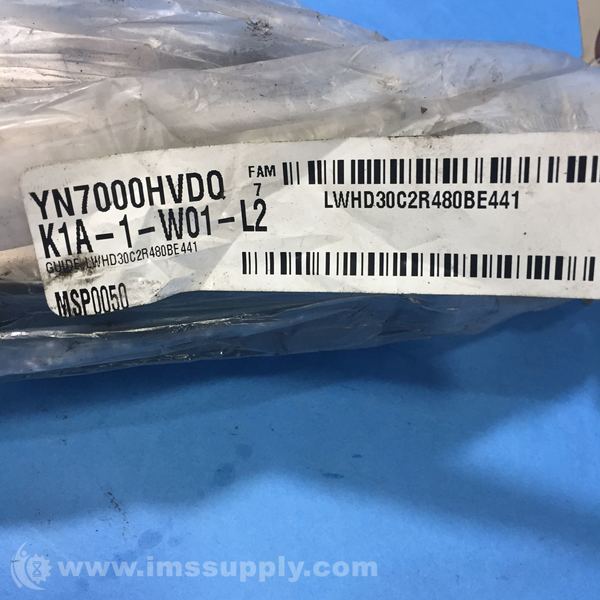 YN7000HVDQ FAM 7
K1A-1-W01-L2
GUIDE, LWHD30C2R480BE441
MSP0050
LWHD30C2R480BE441
www.imssupply.com